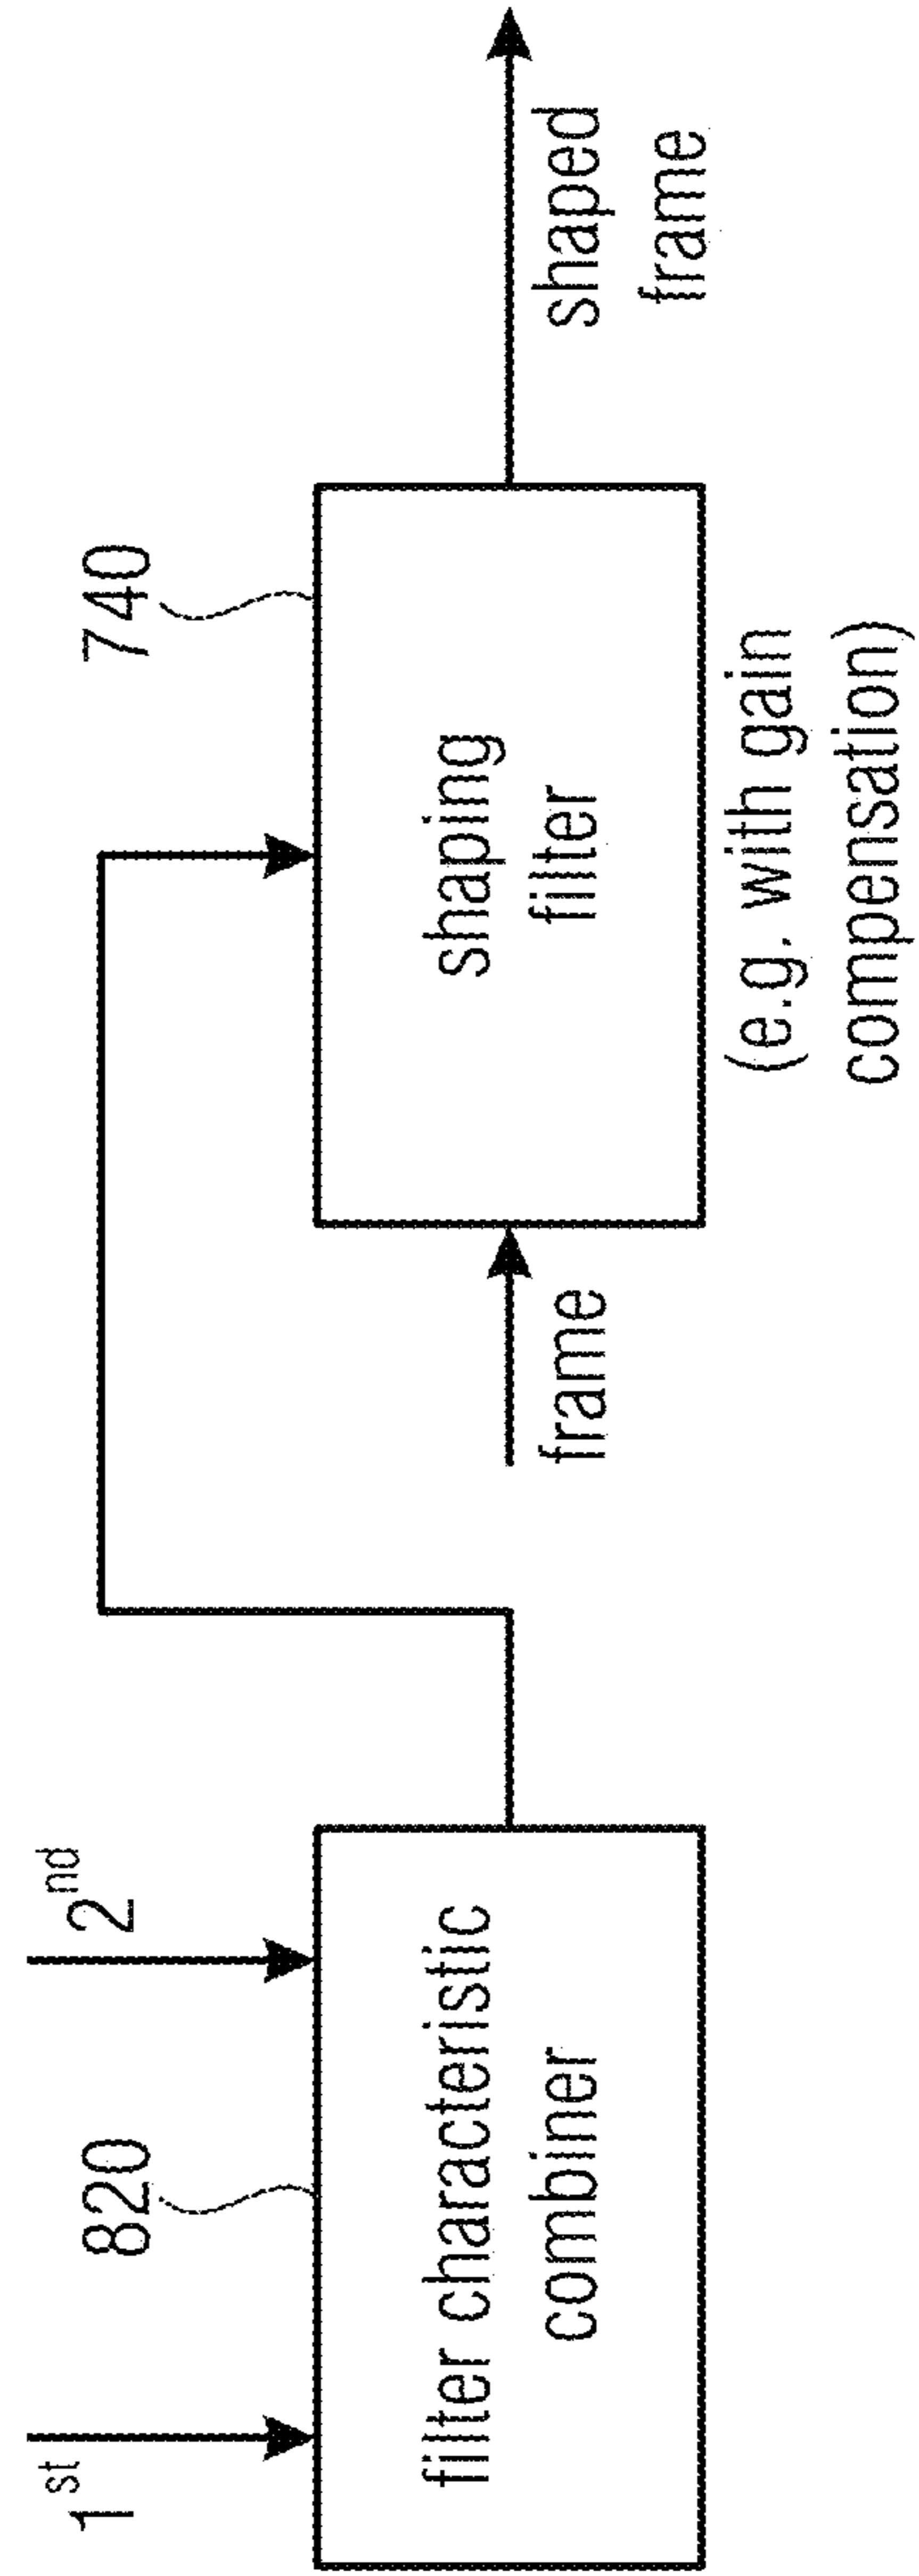 1st
820
2nd
filter characteristic
combiner
frame
740
shaping
filter
(e.g. with gain
compensation)
shaped
frame